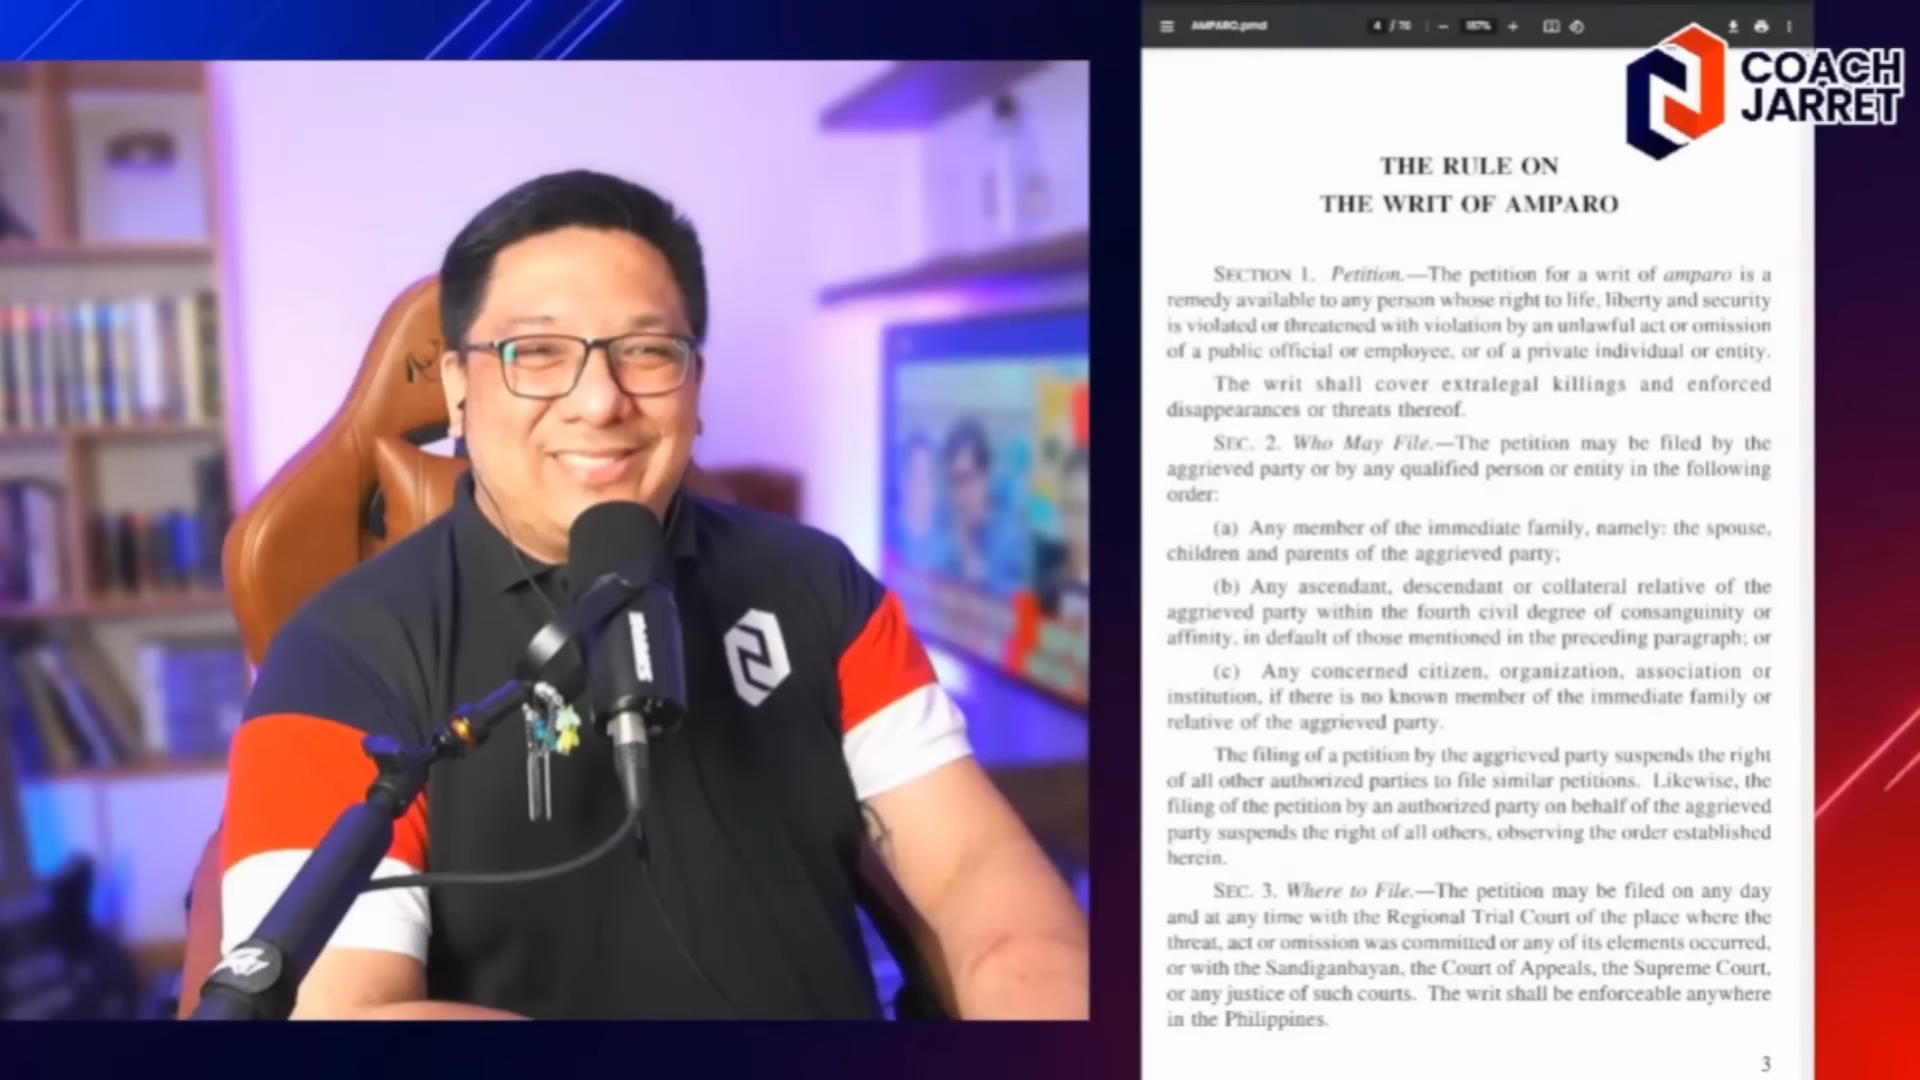 AMPARO.pmd
4 / 70
187%
COACH
JARRET
THE RULE ON
THE WRIT OF AMPARO
SECTION 1. Petition.—The petition for a writ of amparo is a
remedy available to any person whose right to life, liberty and security
is violated or threatened with violation by an unlawful act or omission
of a public official or employee, or of a private individual or entity.
The writ shall cover extralegal killings and enforced
disappearances or threats thereof.
SEC. 2. Who May File.—The petition may be filed by the
aggrieved party or by any qualified person or entity in the following
order:
(a) Any member of the immediate family, namely: the spouse,
children and parents of the aggrieved party;
(b) Any ascendant, descendant or collateral relative of the
aggrieved party within the fourth civil degree of consanguinity or
affinity, in default of those mentioned in the preceding paragraph; or
(c) Any concerned citizen, organization, association or
institution, if there is no known member of the immediate family or
relative of the aggrieved party.
The filing of a petition by the aggrieved party suspends the right
of all other authorized parties to file similar petitions. Likewise, the
filing of the petition by an authorized party on behalf of the aggrieved
party suspends the right of all others, observing the order established
herein.
SEC. 3. Where to File.—The petition may be filed on any day
and at any time with the Regional Trial Court of the place where the
threat, act or omission was committed or any of its elements occurred,
or with the Sandiganbayan, the Court of Appeals, the Supreme Court,
or any justice of such courts. The writ shall be enforceable anywhere
in the Philippines.
3